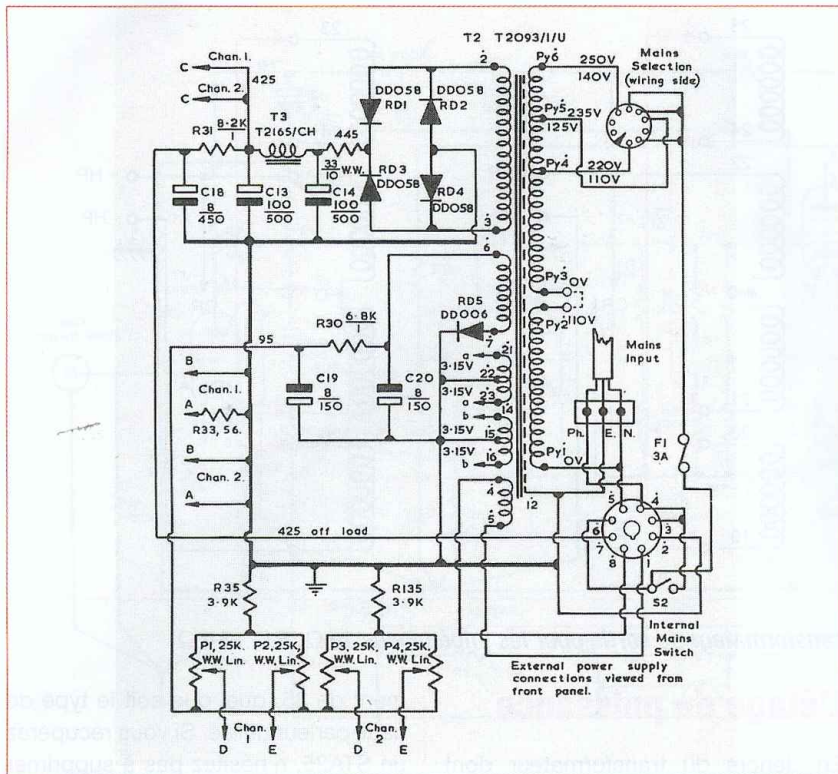 T2 T2093/1/U
Chan. 1.
C
425
Chan. 2.
C
T3
T2165/CH
R31 8·2K
1
445
33
10 W.W.
DDO58
RD1
DDO58
RD2
RD3
DDO58
RD4
DDO58
C18
8
450
C13
100
500
C14
100
500
2
3
6
7
Py6
250V
140V
Mains
Selection
(wiring side)
Py5
235V
125V
Py4
220V
110V
Py3
0V
Py2
110V
Py1
0V
RD5
DDO06
R30 6·8K
1
95
C19
8
150
C20
8
150
21
a
3·15V
22
3·15V
23
a
14
b
3·15V
15
3·15V
16
b
4
5
12
B
Chan. 1.
A
R33, 56.
B
Chan. 2.
A
Mains
Input
Ph. E. N.
F1
3A
5 4
6 3
7 2
8 1
S2
Internal
Mains
Switch
425 off load
R35
3·9K
R135
3·9K
External power supply
connections viewed from
front panel.
P1, 25K,
W.W. Lin.
P2, 25K,
W.W. Lin.
P3, 25K,
W.W. Lin.
P4, 25K,
W.W. Lin.
D
Chan.
1
E
D
Chan.
2
E